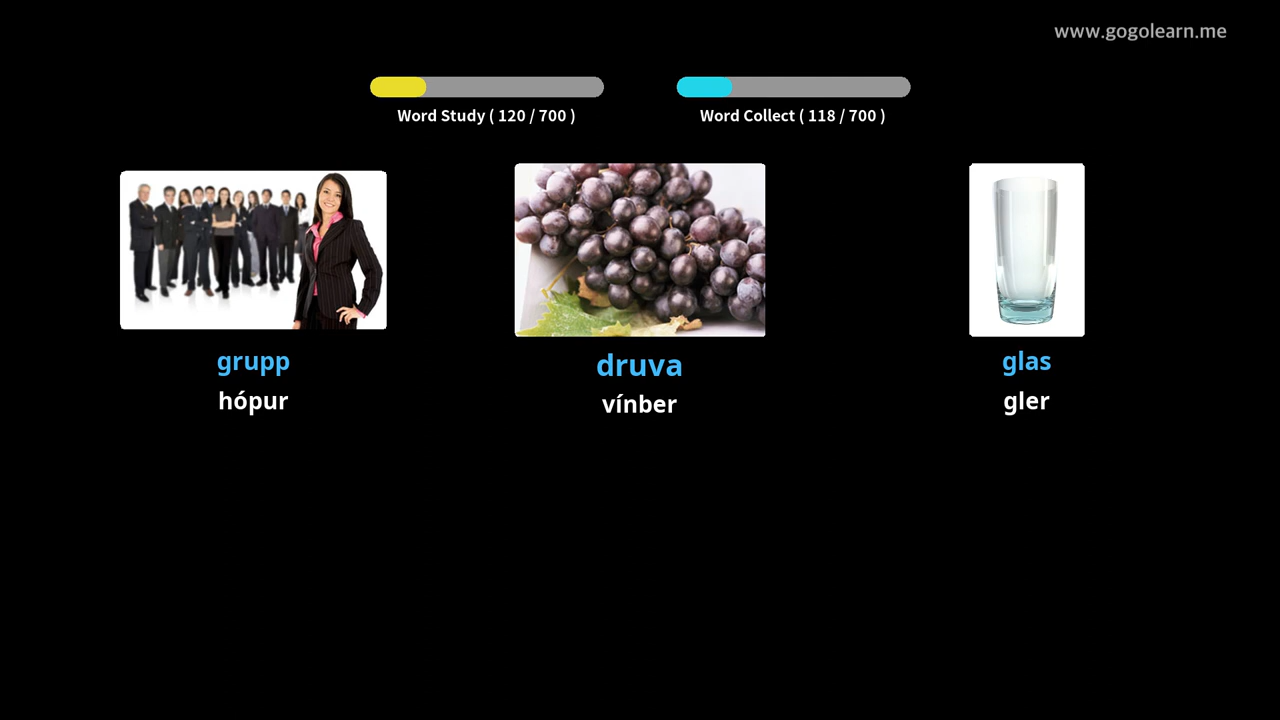 www.gogolearn.me
Word Study ( 120 / 700 )
Word Collect ( 118 / 700 )
grupp
hópur
druva
vínber
glas
gler